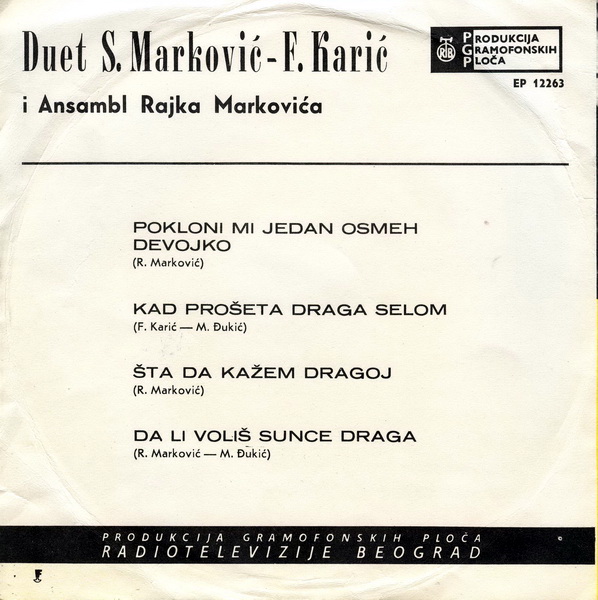 Duet S. Marković - F. Karić
i Ansambl Rajka Markovića
RTB
PRODUKCIJA
GRAMOFONSKIH
PLOČA
EP 12263
POKLONI MI JEDAN OSMEH
DEVOJKO
(R. Marković)
KAD PROŠETA DRAGA SELOM
(F. Karić — M. Đukić)
ŠTA DA KAŽEM DRAGOJ
(R. Marković)
DA LI VOLIŠ SUNCE DRAGA
(R. Marković — M. Đukić)
PRODUKCIJA GRAMOFONSKIH PLOČA
RADIOTELEVIZIJE BEOGRAD